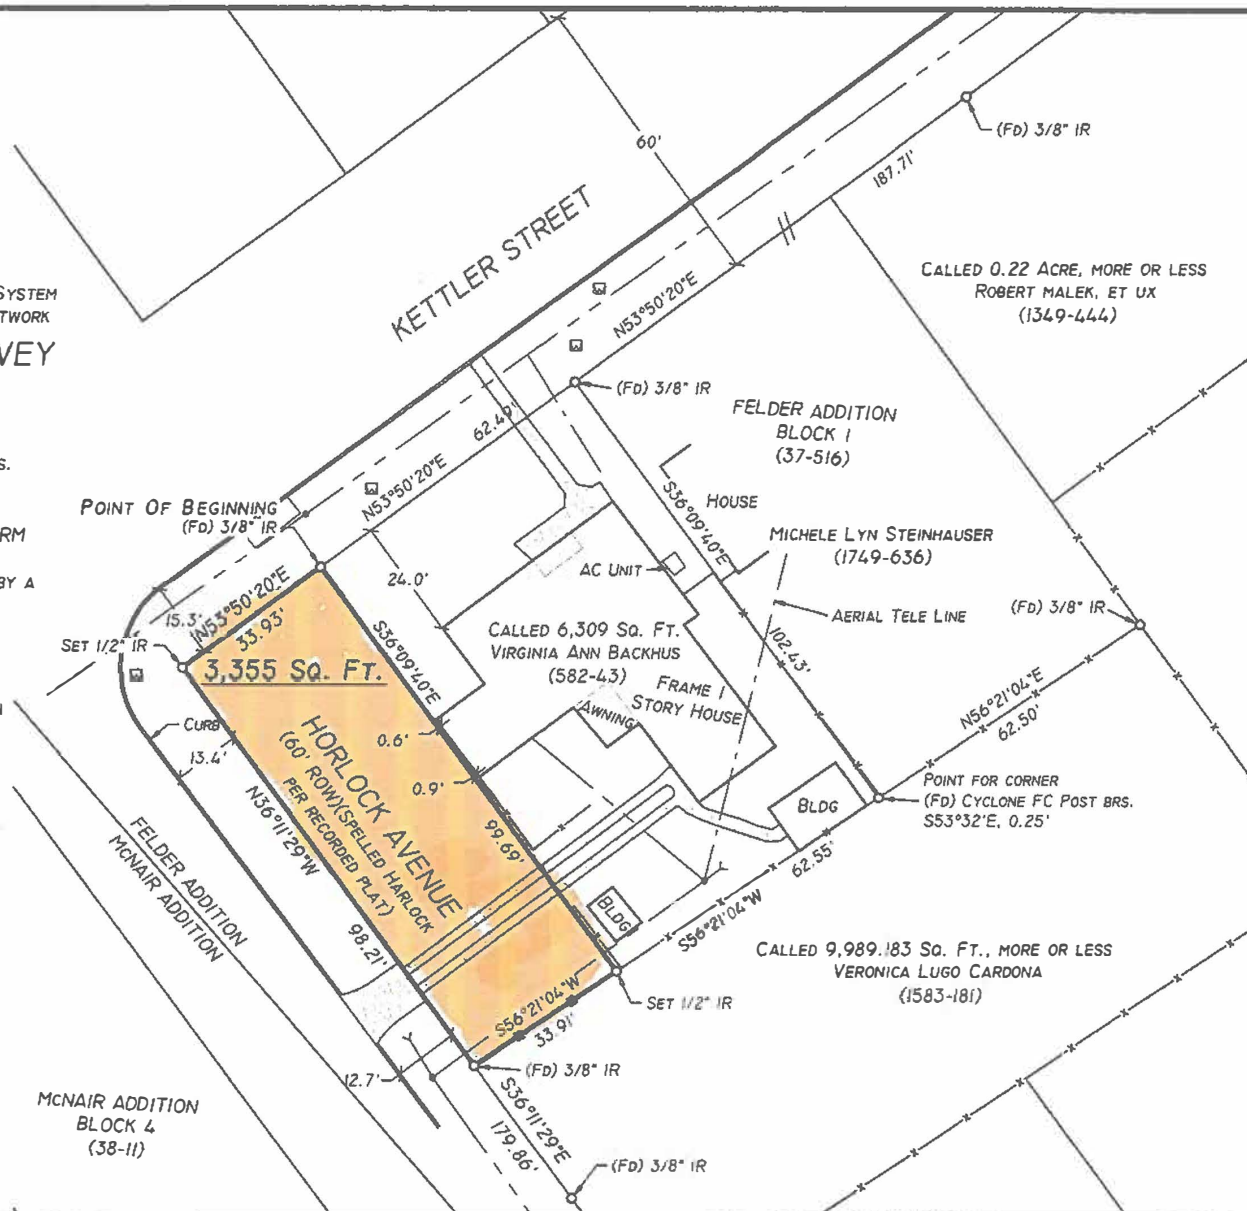 60'
(FD) 3/8" IR
187.71'
KETTLER STREET
CALLED 0.22 ACRE, MORE OR LESS
ROBERT MALEK, ET UX
(1349-444)
SYSTEM
N53°50'20"E
(FD) 3/8" IR
62.49'
FELDER ADDITION
BLOCK 1
(37-516)
N53°50'20"E
POINT OF BEGINNING
(FD) 3/8" IR
S36°09'40"E
HOUSE
MICHELE LYN STEINHAUSER
(1749-636)
BY A
AC UNIT
24.0'
AERIAL TELE LINE
(FD) 3/8" IR
N53°50'20"E
33.93'
15.3'
SET 1/2" IR
3,355 SQ. FT.
S36°09'40"E
CALLED 6,309 SQ. FT.
VIRGINIA ANN BACKHUS
(582-43)
FRAME 1
STORY HOUSE
AWNING
102.43'
N56°21'04"E
62.50'
CURB
13.4'
0.6'
0.9'
HORLOCK AVENUE
(60' ROW)(SPELLED HARLOCK
PER RECORDED PLAT)
N36°11'29"W
98.21'
99.69'
BLDG
POINT FOR CORNER
(FD) CYCLONE FC POST BRS.
S53°32'E, 0.25'
62.55'
S56°21'04"W
FELDER ADDITION
MCNAIR ADDITION
BLDG
CALLED 9,989.183 SQ. FT., MORE OR LESS
VERONICA LUGO CARDONA
(1583-181)
SET 1/2" IR
S56°21'04"W
33.91'
(FD) 3/8" IR
12.7'
MCNAIR ADDITION
BLOCK 4
(38-11)
S36°11'29"E
179.86'
(FD) 3/8" IR